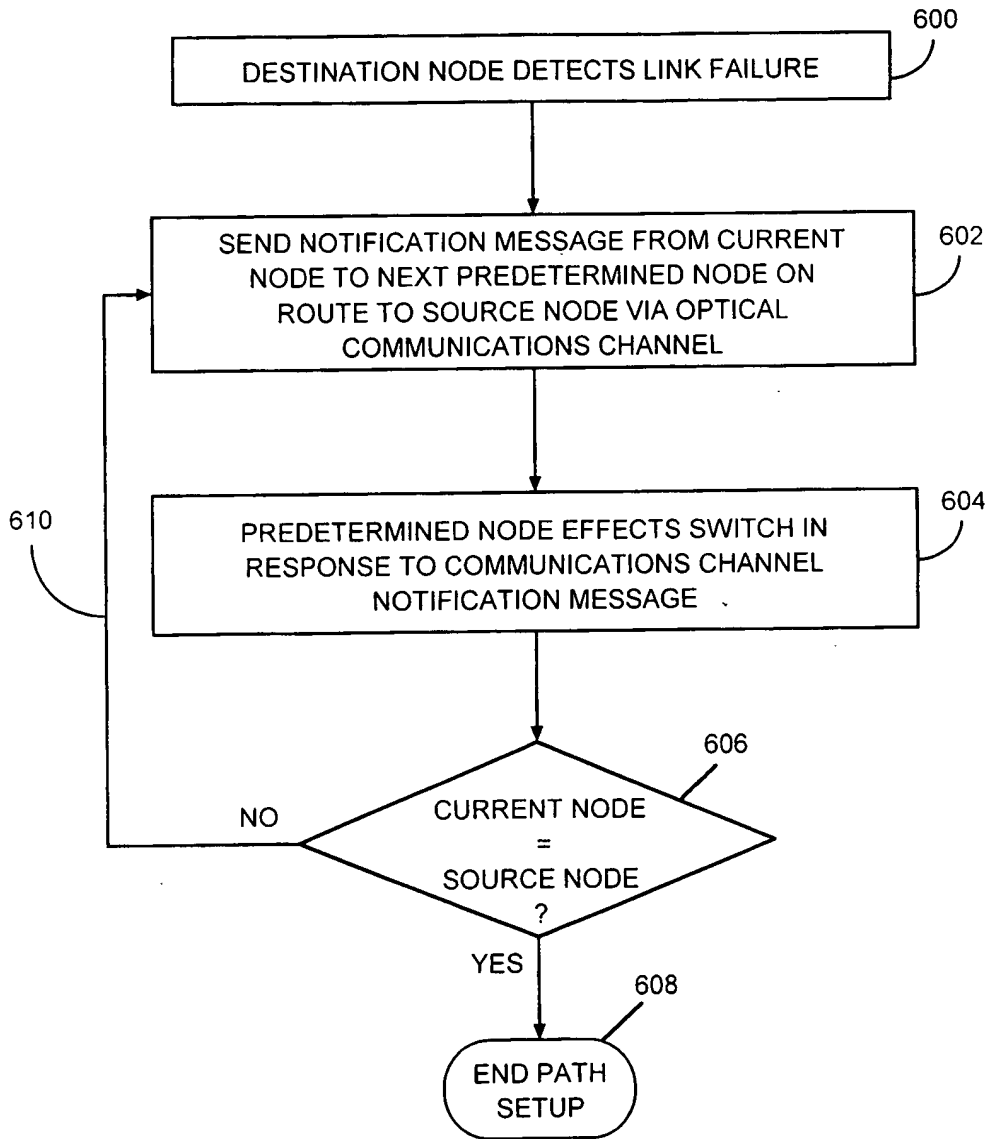 600
DESTINATION NODE DETECTS LINK FAILURE
SEND NOTIFICATION MESSAGE FROM CURRENT
NODE TO NEXT PREDETERMINED NODE ON
ROUTE TO SOURCE NODE VIA OPTICAL
COMMUNICATIONS CHANNEL
602
PREDETERMINED NODE EFFECTS SWITCH IN
RESPONSE TO COMMUNICATIONS CHANNEL
NOTIFICATION MESSAGE
604
610
606
CURRENT NODE
=
SOURCE NODE
?
NO
YES
608
END PATH
SETUP